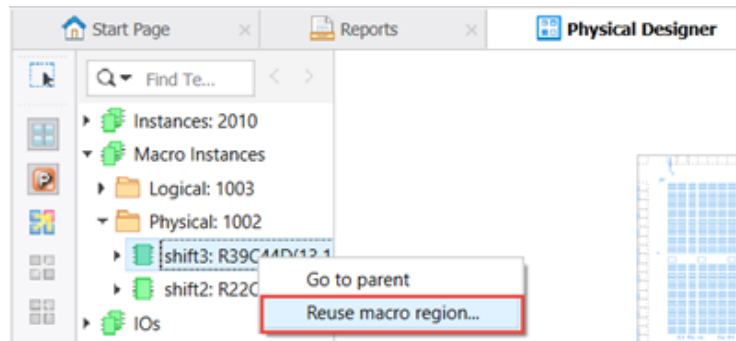 Start Page
Reports
Physical Designer
Find Te...
Instances: 2010
Macro Instances
Logical: 1003
Physical: 1002
shift3: R39C44D(13,1
Go to parent
shift2: R22C
Reuse macro region...
IOs